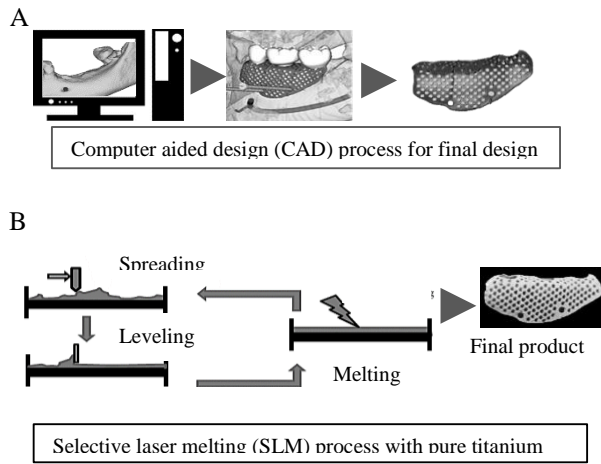 A
Computer aided design (CAD) process for final design
B
Spreading
Leveling
Melting
Final product
Selective laser melting (SLM) process with pure titanium